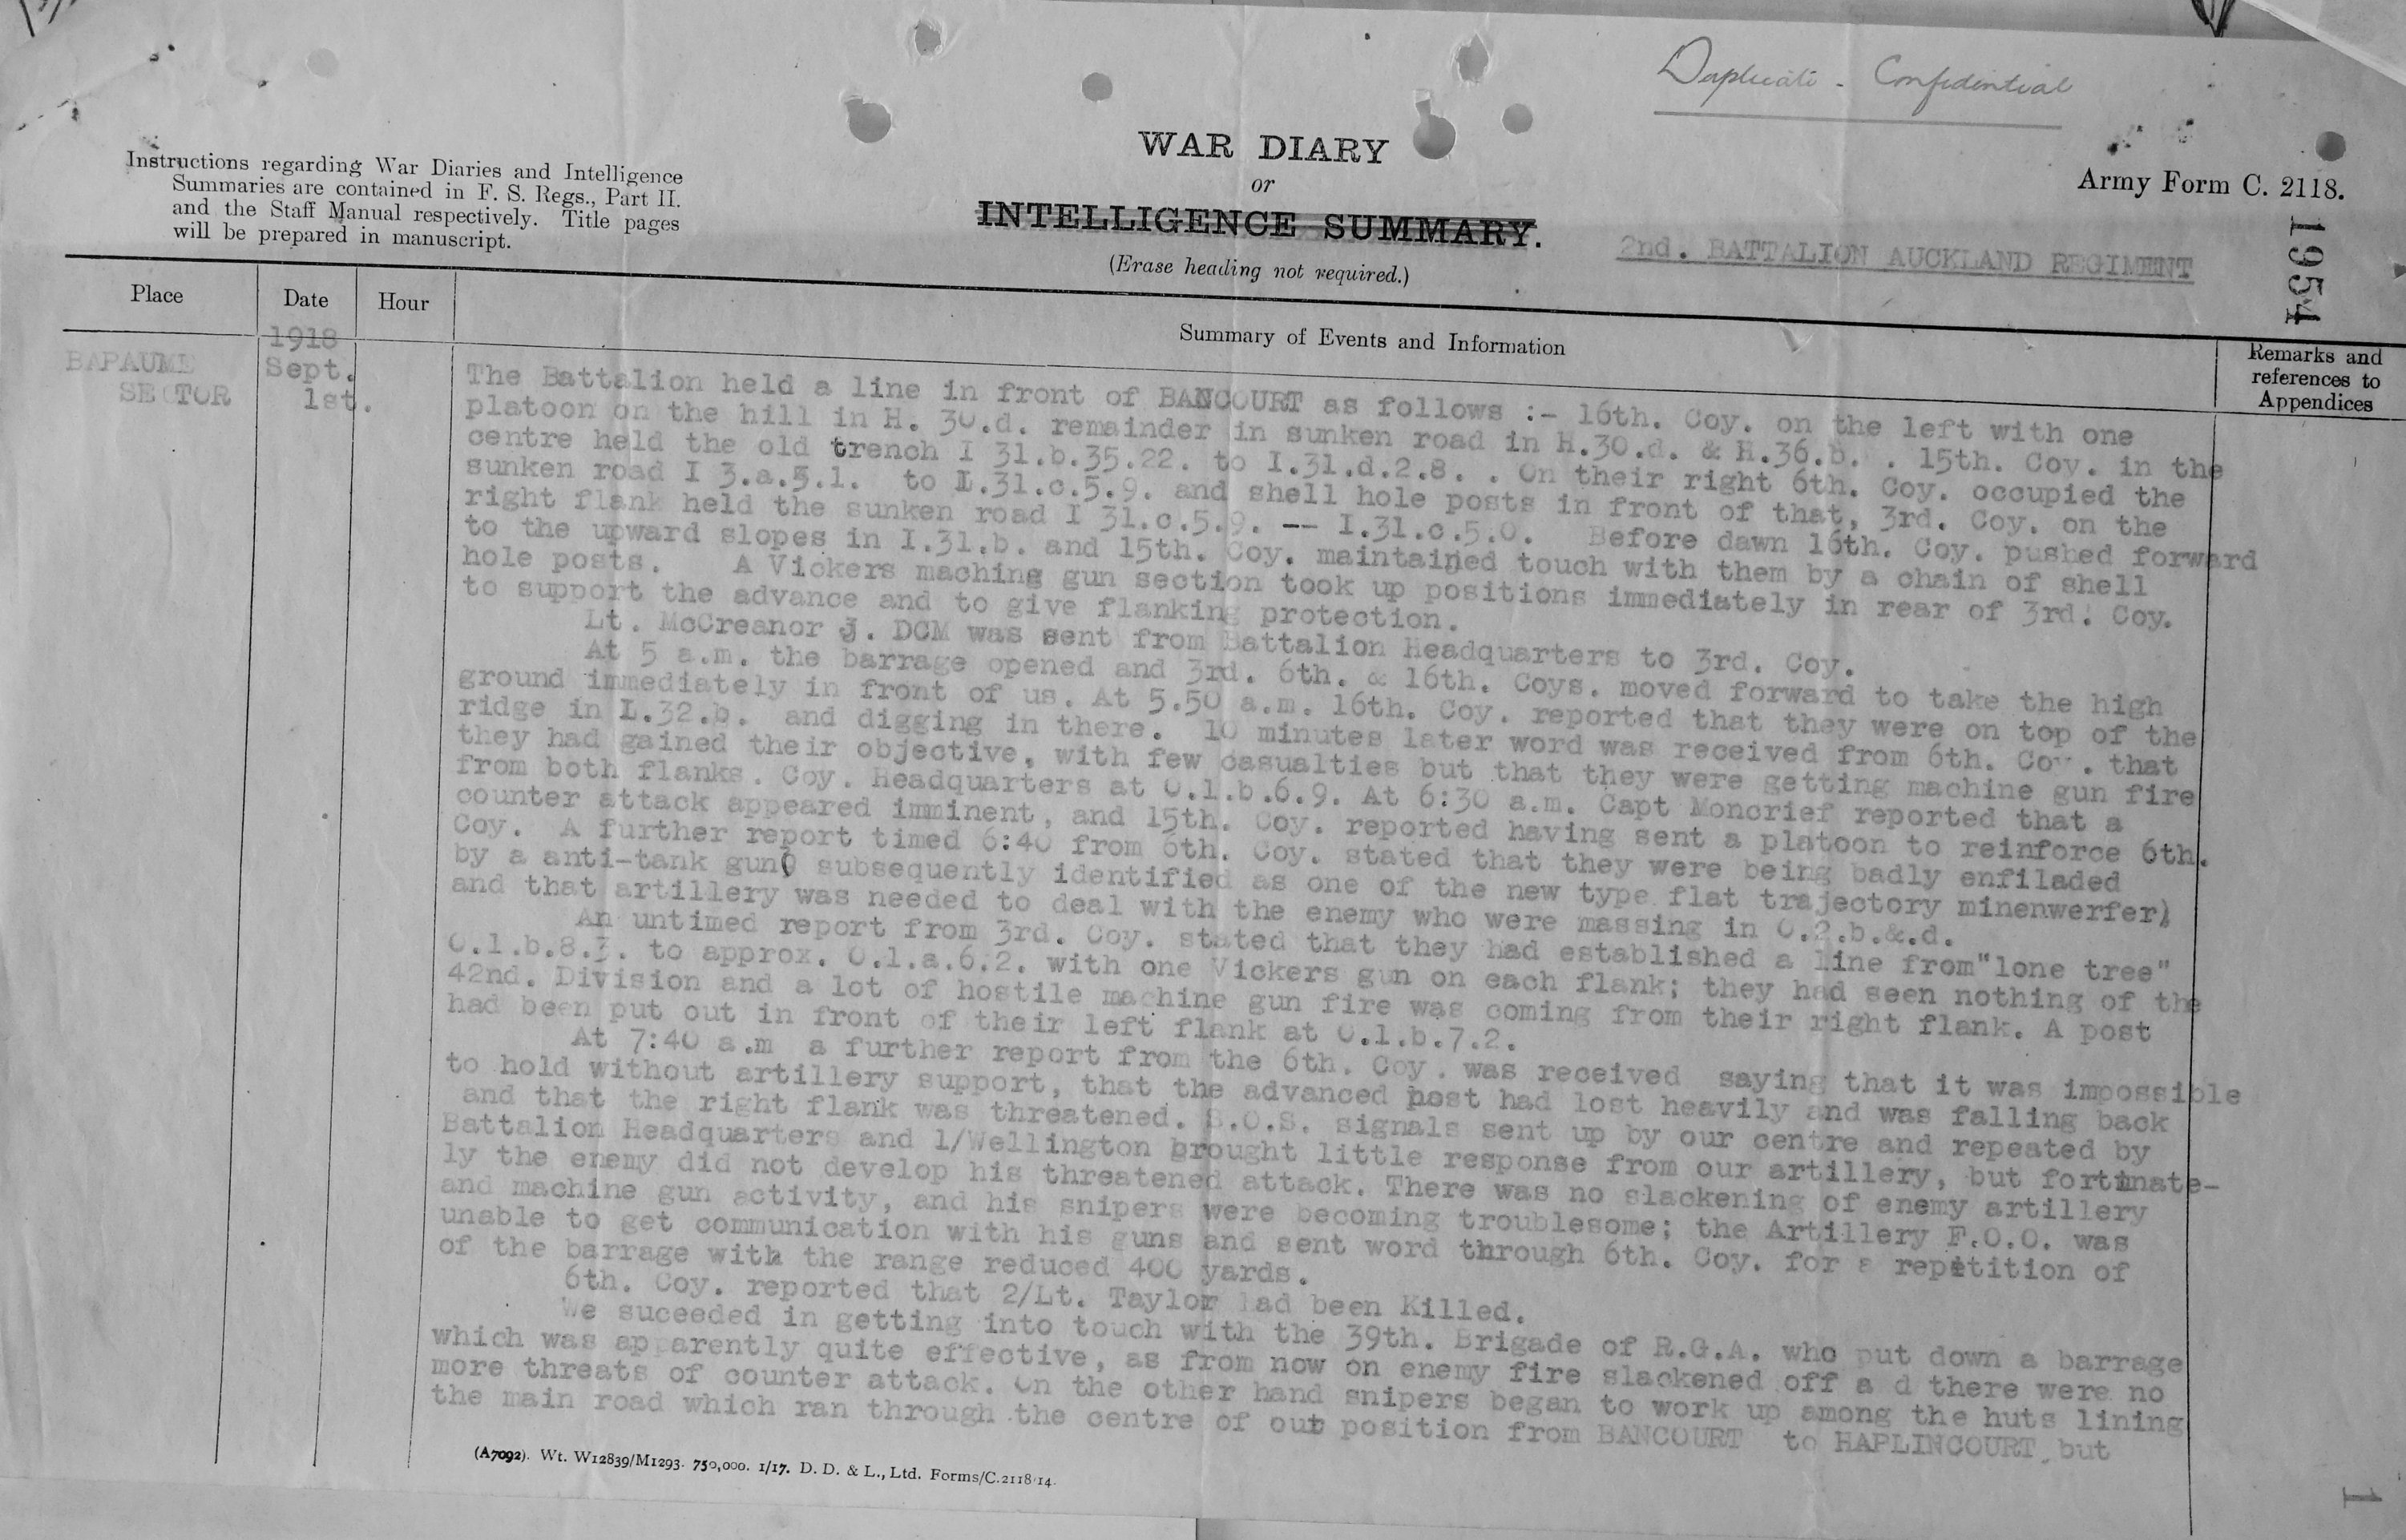 Duplicate - Confidential
Instructions regarding War Diaries and Intelligence
Summaries are contained in F. S. Regs., Part II.
and the Staff Manual respectively. Title pages
will be prepared in manuscript.
WAR DIARY
or
INTELLIGENCE SUMMARY.
(Erase heading not required.)
Army Form C. 2118.
1954
2nd. BATTALION AUCKLAND REGIMENT
Place
Date
Hour
Summary of Events and Information
Remarks and
references to
Appendices
BAPAUME
SECTOR
1918
Sept.
1st.
The Battalion held a line in front of BANCOURT as follows :- 16th. Coy. on the left with one
platoon on the hill in H. 30.d. remainder in sunken road in H.30.d. & H.36.b. . 15th. Coy. in the
centre held the old trench I 31.b.35.22. to I.31.d.2.8. . On their right 6th. Coy. occupied the
sunken road I 3.a.5.1. to I.31.c.5.9. and shell hole posts in front of that, 3rd. Coy. on the
right flank held the sunken road I 31.c.5.9. -- I.31.c.5.0. Before dawn 16th. Coy. pushed forward
to the upward slopes in I.31.b. and 15th. Coy. maintained touch with them by a chain of shell
hole posts. A Vickers maching gun section took up positions immediately in rear of 3rd. Coy.
to support the advance and to give flanking protection.
Lt. McCreanor J. DCM was sent from Battalion Headquarters to 3rd. Coy.
At 5 a.m. the barrage opened and 3rd. 6th. & 16th. Coys. moved forward to take the high
ground immediately in front of us. At 5.50 a.m. 16th. Coy. reported that they were on top of the
ridge in I.32.b. and digging in there. 10 minutes later word was received from 6th. Coy. that
they had gained their objective, with few casualties but that they were getting machine gun fire
from both flanks. Coy. Headquarters at O.1.b.6.9. At 6:30 a.m. Capt Moncrief reported that a
counter attack appeared imminent, and 15th. Coy. reported having sent a platoon to reinforce 6th.
Coy. A further report timed 6:40 from 6th. Coy. stated that they were being badly enfiladed
by a anti-tank gun( subsequently identified as one of the new type flat trajectory minenwerfer)
and that artillery was needed to deal with the enemy who were massing in O.2.b.&.d.
An untimed report from 3rd. Coy. stated that they had established a line from"lone tree"
O.1.b.8.3. to approx. O.1.a.6.2. with one Vickers gun on each flank; they had seen nothing of the
42nd. Division and a lot of hostile machine gun fire was coming from their right flank. A post
had been put out in front of their left flank at O.1.b.7.2.
At 7:40 a.m a further report from the 6th. Coy. was received saying that it was impossible
to hold without artillery support, that the advanced post had lost heavily and was falling back
and that the right flank was threatened. S.O.S. signals sent up by our centre and repeated by
Battalion Headquarters and 1/Wellington brought little response from our artillery, but fortunate-
ly the enemy did not develop his threatened attack. There was no slackening of enemy artillery
and machine gun activity, and his snipers were becoming troublesome; the Artillery F.O.O. was
unable to get communication with his guns and sent word through 6th. Coy. for a repetition of
of the barrage with the range reduced 400 yards.
6th. Coy. reported that 2/Lt. Taylor had been Killed.
We suceeded in getting into touch with the 39th. Brigade of R.G.A. who put down a barrage
which was apparently quite effective, as from now on enemy fire slackened off a d there were no
more threats of counter attack. On the other hand snipers began to work up among the huts lining
the main road which ran through the centre of out position from BANCOURT to HAPLINCOURT, but
(A7092). Wt. W12839/M1293. 750,000. 1/17. D. D. & L., Ltd. Forms/C.2118/14.
1